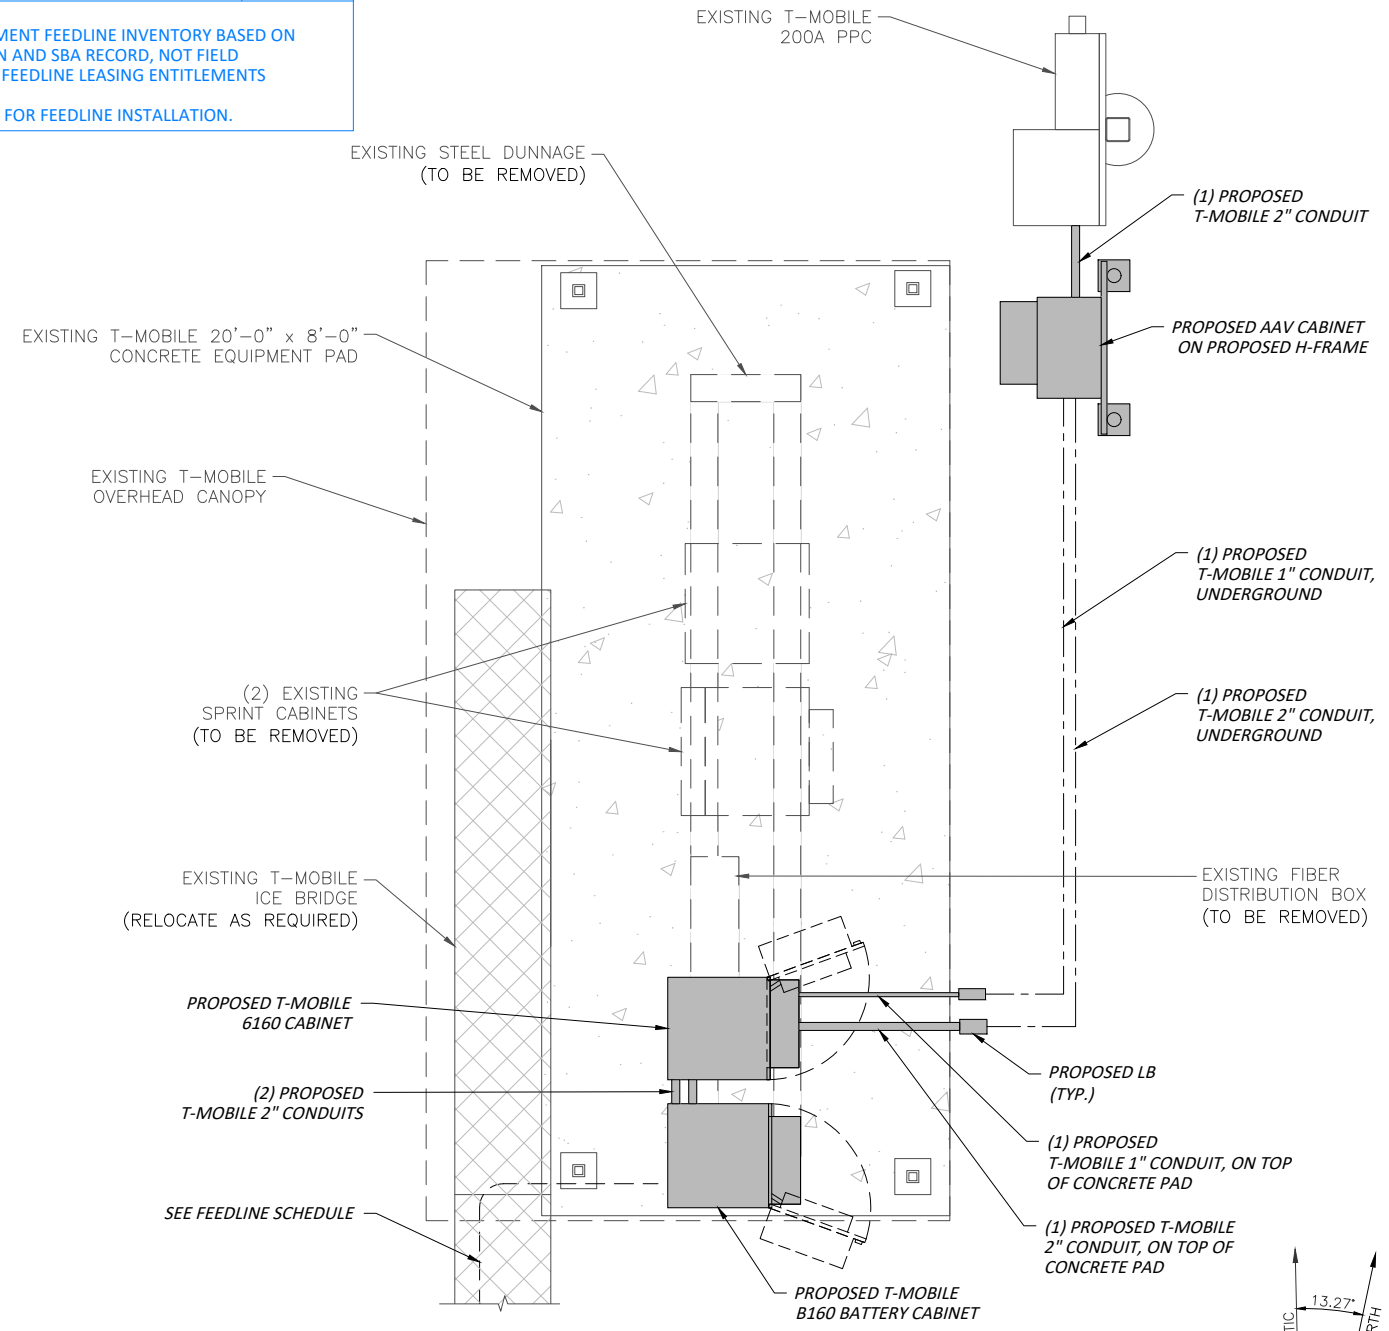 MENT FEEDLINE INVENTORY BASED ON
N AND SBA RECORD, NOT FIELD
FEEDLINE LEASING ENTITLEMENTS
FOR FEEDLINE INSTALLATION.
EXISTING T-MOBILE
200A PPC
EXISTING STEEL DUNNAGE
(TO BE REMOVED)
(1) PROPOSED
T-MOBILE 2" CONDUIT
EXISTING T-MOBILE 20'-0" x 8'-0"
CONCRETE EQUIPMENT PAD
PROPOSED AAV CABINET
ON PROPOSED H-FRAME
EXISTING T-MOBILE
OVERHEAD CANOPY
(1) PROPOSED
T-MOBILE 1" CONDUIT,
UNDERGROUND
(2) EXISTING
SPRINT CABINETS
(TO BE REMOVED)
(1) PROPOSED
T-MOBILE 2" CONDUIT,
UNDERGROUND
EXISTING T-MOBILE
ICE BRIDGE
(RELOCATE AS REQUIRED)
EXISTING FIBER
DISTRIBUTION BOX
(TO BE REMOVED)
PROPOSED T-MOBILE
6160 CABINET
(2) PROPOSED
T-MOBILE 2" CONDUITS
PROPOSED LB
(TYP.)
(1) PROPOSED
T-MOBILE 1" CONDUIT, ON TOP
OF CONCRETE PAD
SEE FEEDLINE SCHEDULE
(1) PROPOSED T-MOBILE
2" CONDUIT, ON TOP OF
CONCRETE PAD
PROPOSED T-MOBILE
B160 BATTERY CABINET
13.27°
TIC
RTH